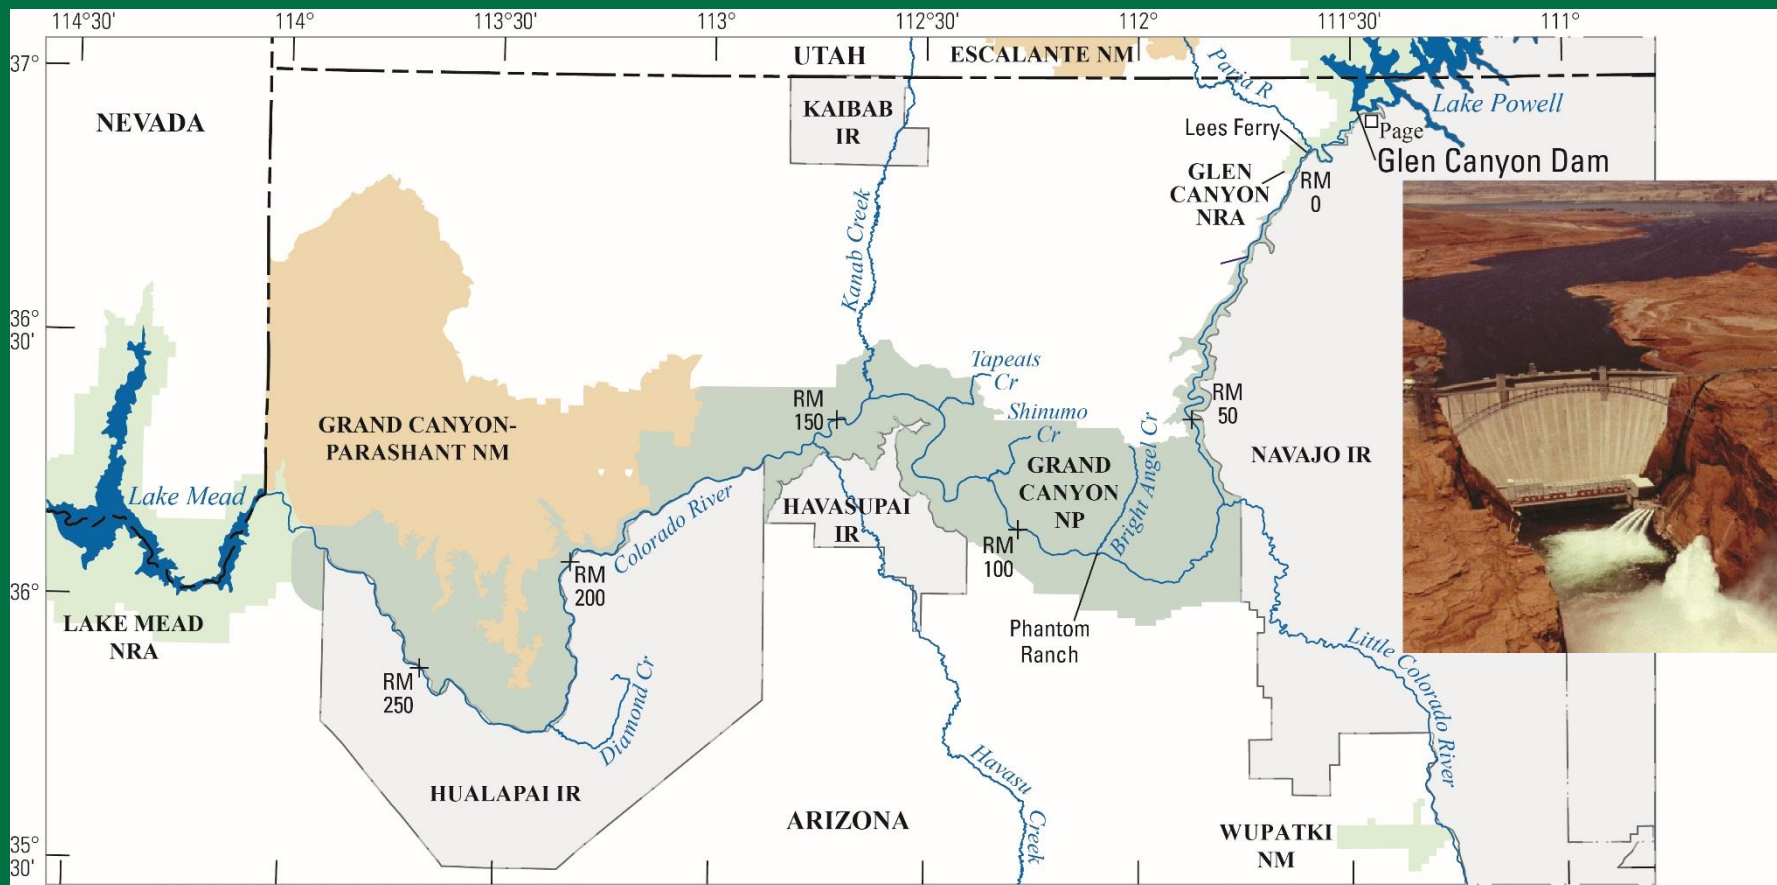 114°30'
114°
113°30'
113°
112°30'
112°
111°30'
111°
37°
36°
30'
36°
35°
30'
UTAH
ESCALANTE NM
Paria R
Lake Powell
NEVADA
KAIBAB
IR
Lees Ferry
Page
Glen Canyon Dam
GLEN
CANYON
NRA
RM
0
Kanab Creek
Tapeats
Cr
Shinumo
Cr
RM
150
RM
50
GRAND CANYON-
PARASHANT NM
Bright Angel Cr
GRAND
CANYON
NP
NAVAJO IR
Lake Mead
Colorado River
HAVASUPAI
IR
RM
100
RM
200
LAKE MEAD
NRA
Phantom
Ranch
Little Colorado River
RM
250
Diamond Cr
HUALAPAI IR
Havasu Creek
ARIZONA
WUPATKI
NM